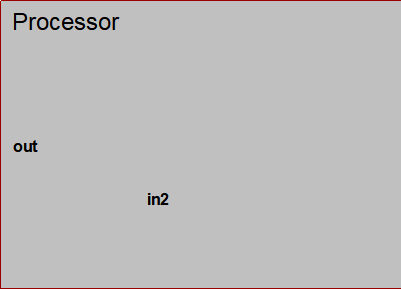 Processor
out
in2